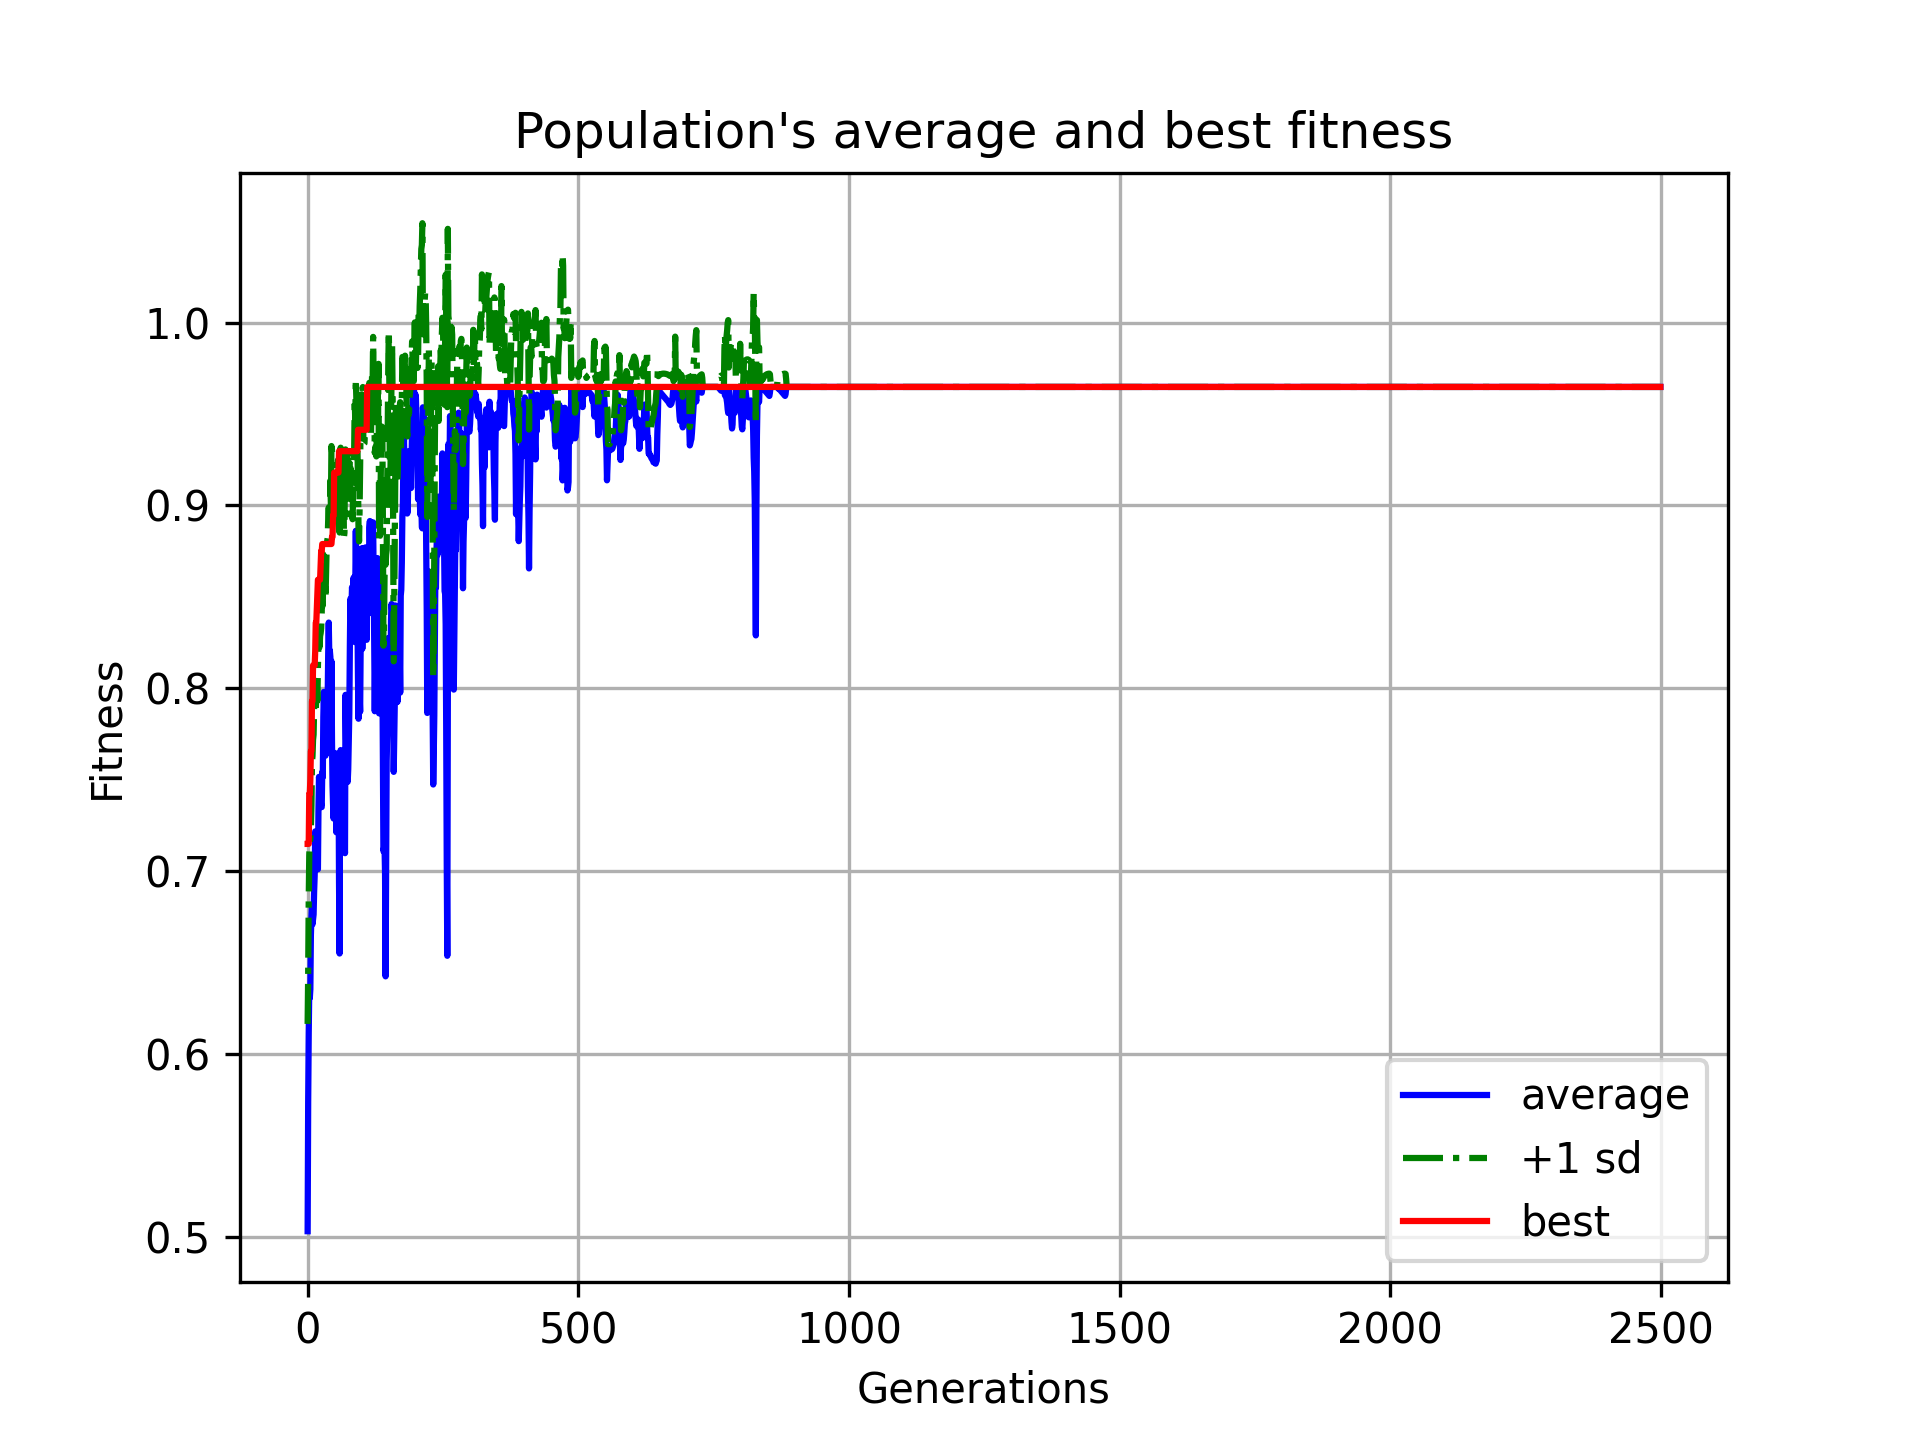 Population's average and best fitness
1.0
0.9
0.8
0.7
0.6
0.5
Fitness
0 500 1000 1500 2000 2500
Generations
average
+1 sd
best